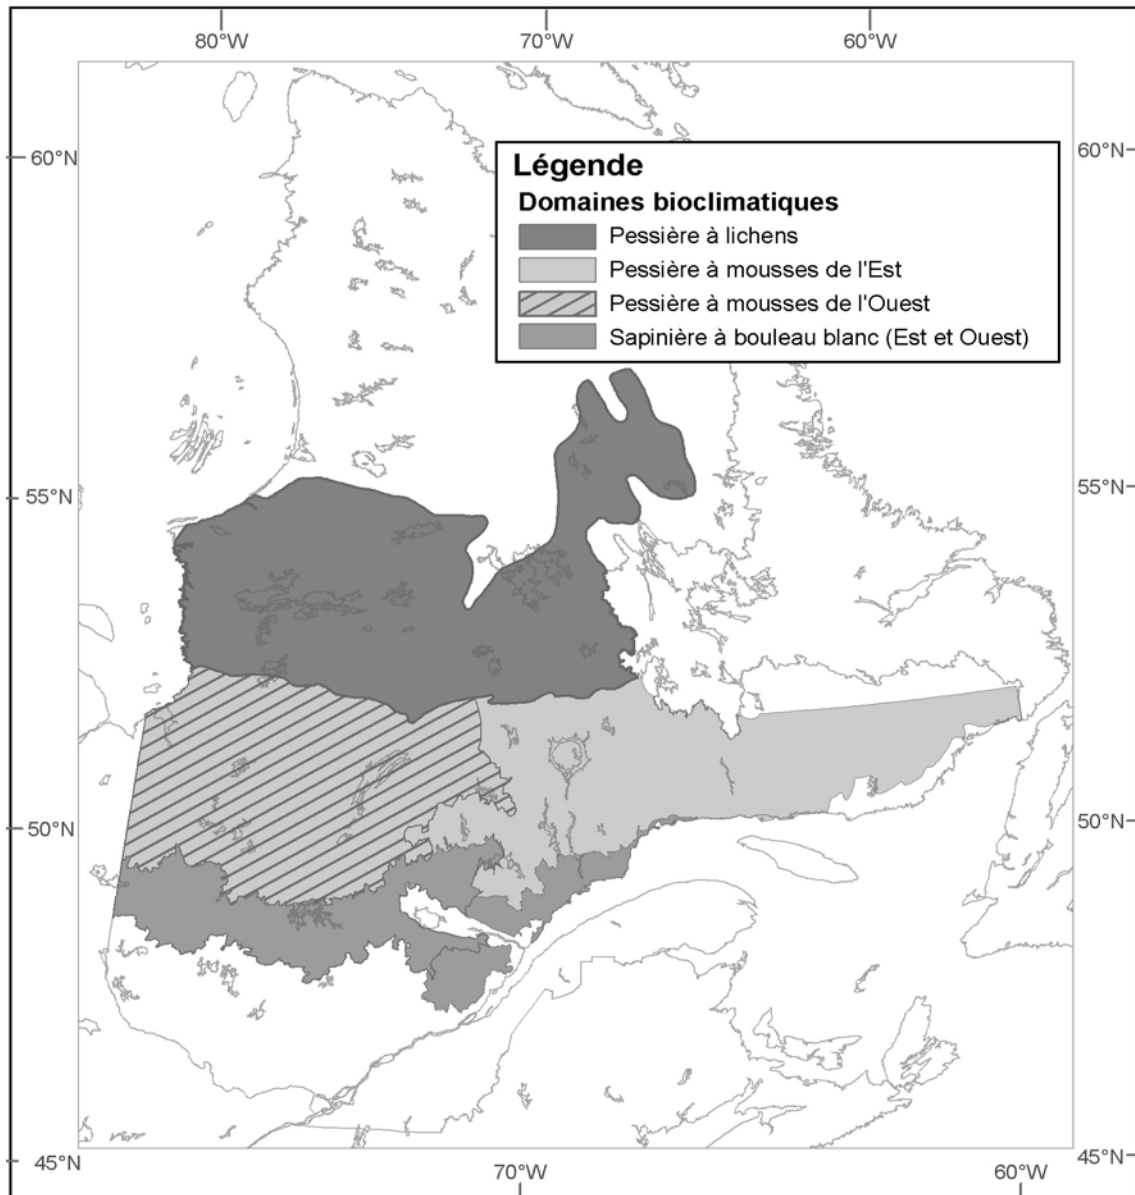 80°W 70°W 60°W
60°N 60°N
Légende
Domaines bioclimatiques
Pessière à lichens
Pessière à mousses de l'Est
Pessière à mousses de l'Ouest
Sapinière à bouleau blanc (Est et Ouest)
55°N 55°N
50°N 50°N
45°N 45°N
70°W 60°W